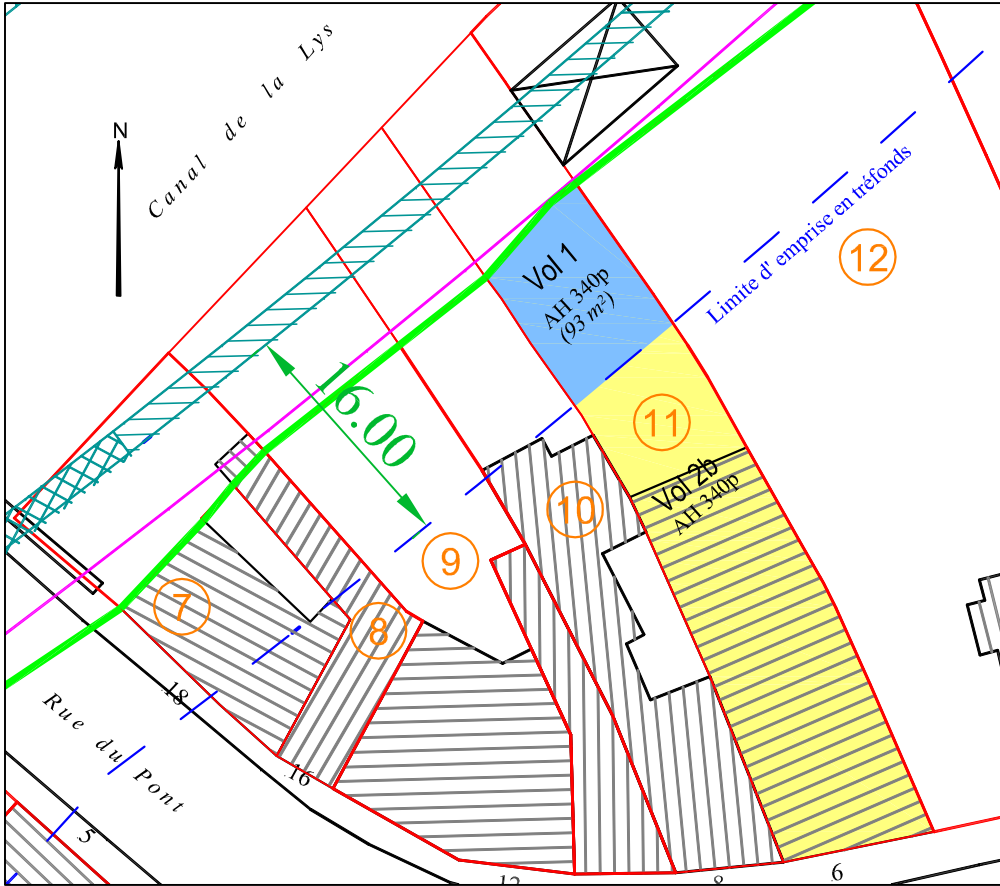 Canal de la Lys
N
Vol 1
AH 340p
(93 m²)
Limite d' emprise en tréfonds
12
16.00
11
Vol 2b
AH 340p
10
9
7
8
18
Rue du Pont
16
5
12
8
6